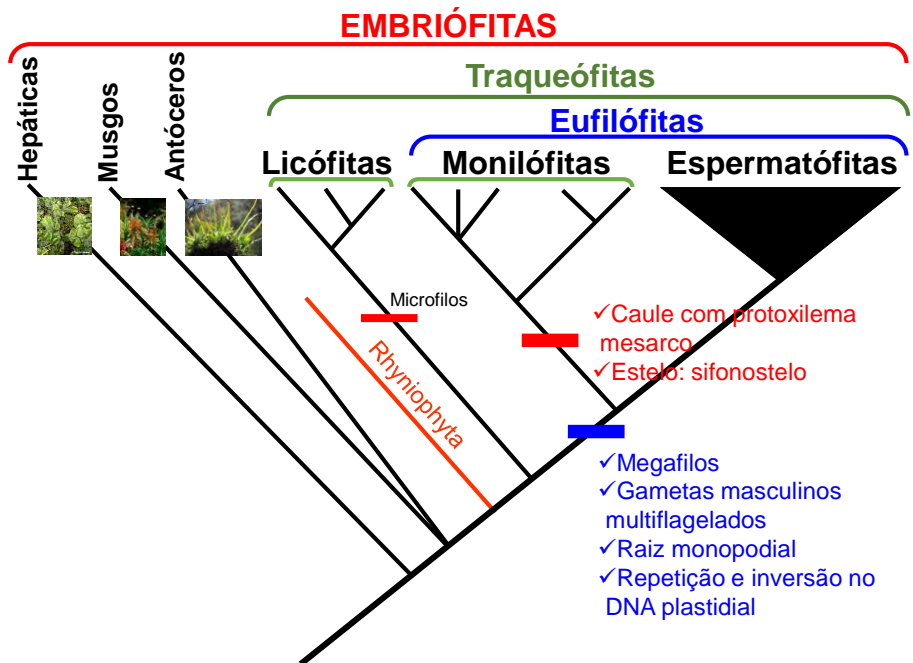 EMBRIÓFITAS
Hepáticas
Musgos
Antóceros
Traqueófitas
Eufilófitas
Licófitas
Monilófitas
Espermatófitas
Microfilos
Rhyniophyta
✓Caule com protoxilema
mesarco
✓Estelo: sifonostelo
✓Megafilos
✓Gametas masculinos
multiflagelados
✓Raiz monopodial
✓Repetição e inversão no
DNA plastidial